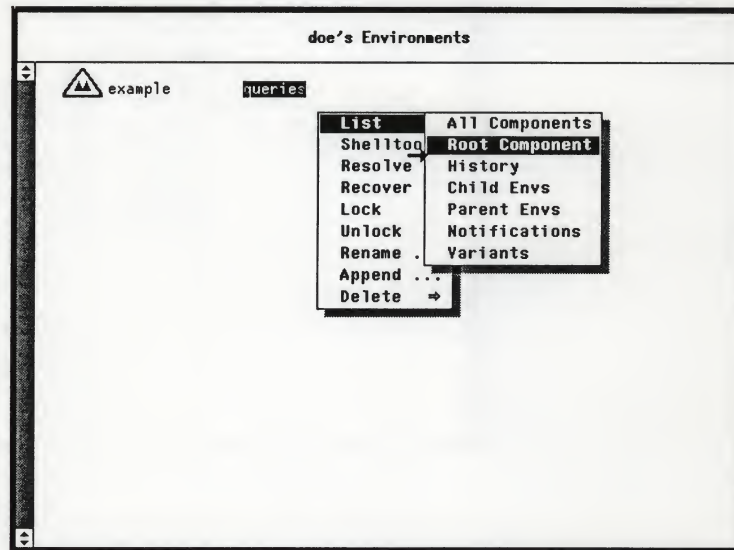 doe's Environments
example queries
List All Components
Shelltoo Root Component
Resolve History
Recover Child Envs
Lock Parent Envs
Unlock Notifications
Rename . Variants
Append ...
Delete ⇒